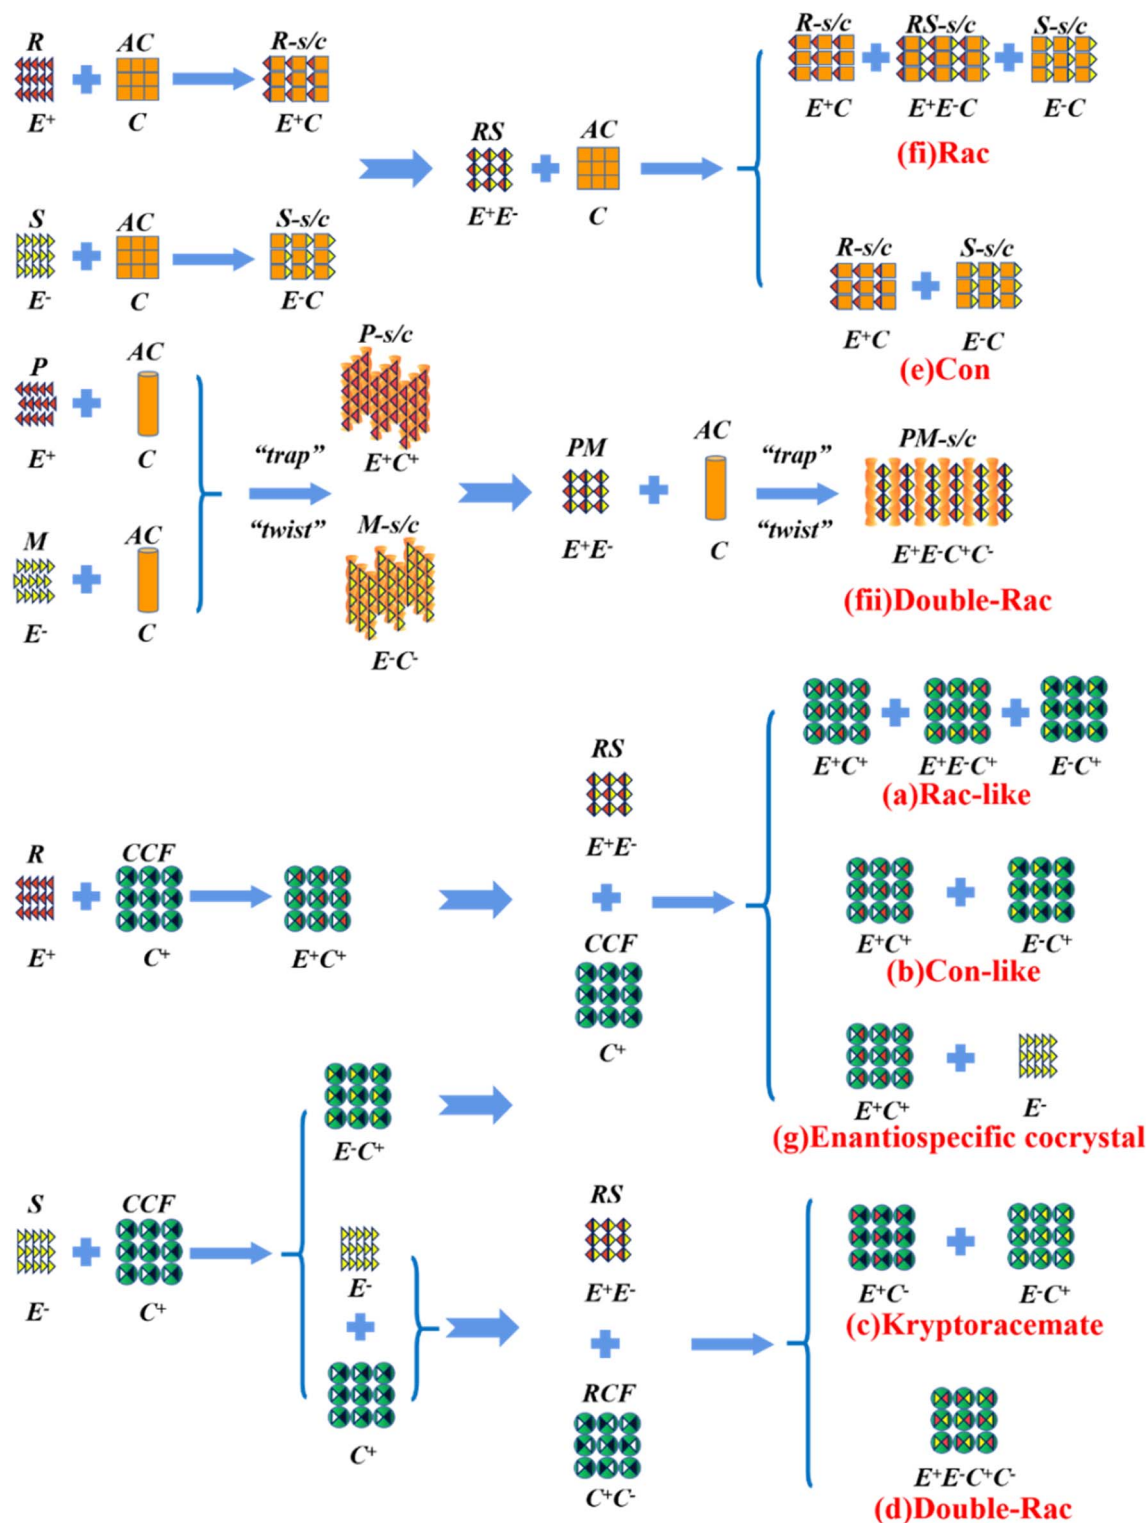 R
AC
R-s/c
E⁺
C
E⁺C
S
AC
S-s/c
E⁻
C
E⁻C
RS
AC
E⁺E⁻
C
R-s/c
RS-s/c
S-s/c
E⁺C
E⁺E⁻C
E⁻C
(fi)Rac
R-s/c
S-s/c
E⁺C
E⁻C
(e)Con
P
AC
E⁺
C
M
AC
E⁻
C
“trap”
“twist”
P-s/c
E⁺C⁺
M-s/c
E⁻C⁻
PM
AC
E⁺E⁻
C
“trap”
“twist”
PM-s/c
E⁺E⁻C⁺C⁻
(fii)Double-Rac
R
CCF
E⁺
C⁺
E⁺C⁺
RS
E⁺E⁻
CCF
C⁺
E⁺C⁺
E⁺E⁻C⁺
E⁻C⁺
(a)Rac-like
E⁺C⁺
E⁻C⁺
(b)Con-like
E⁺C⁺
E⁻
(g)Enantiospecific cocrystal
S
CCF
E⁻
C⁺
E⁻C⁺
E⁻
C⁺
RS
E⁺E⁻
RCF
C⁺C⁻
E⁺C⁻
E⁻C⁺
(c)Kryptoracemate
E⁺E⁻C⁺C⁻
(d)Double-Rac